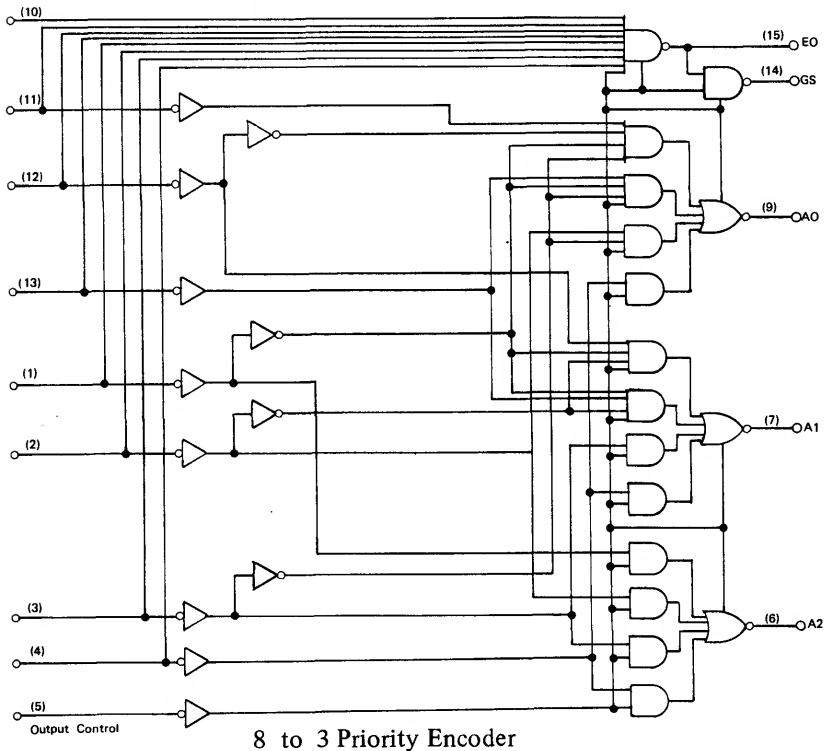 (10)
(15)
EO
(14)
GS
(11)
(12)
(9)
AO
(13)
(1)
(7)
A1
(2)
(3)
(6)
A2
(4)
(5)
Output Control
8 to 3 Priority Encoder